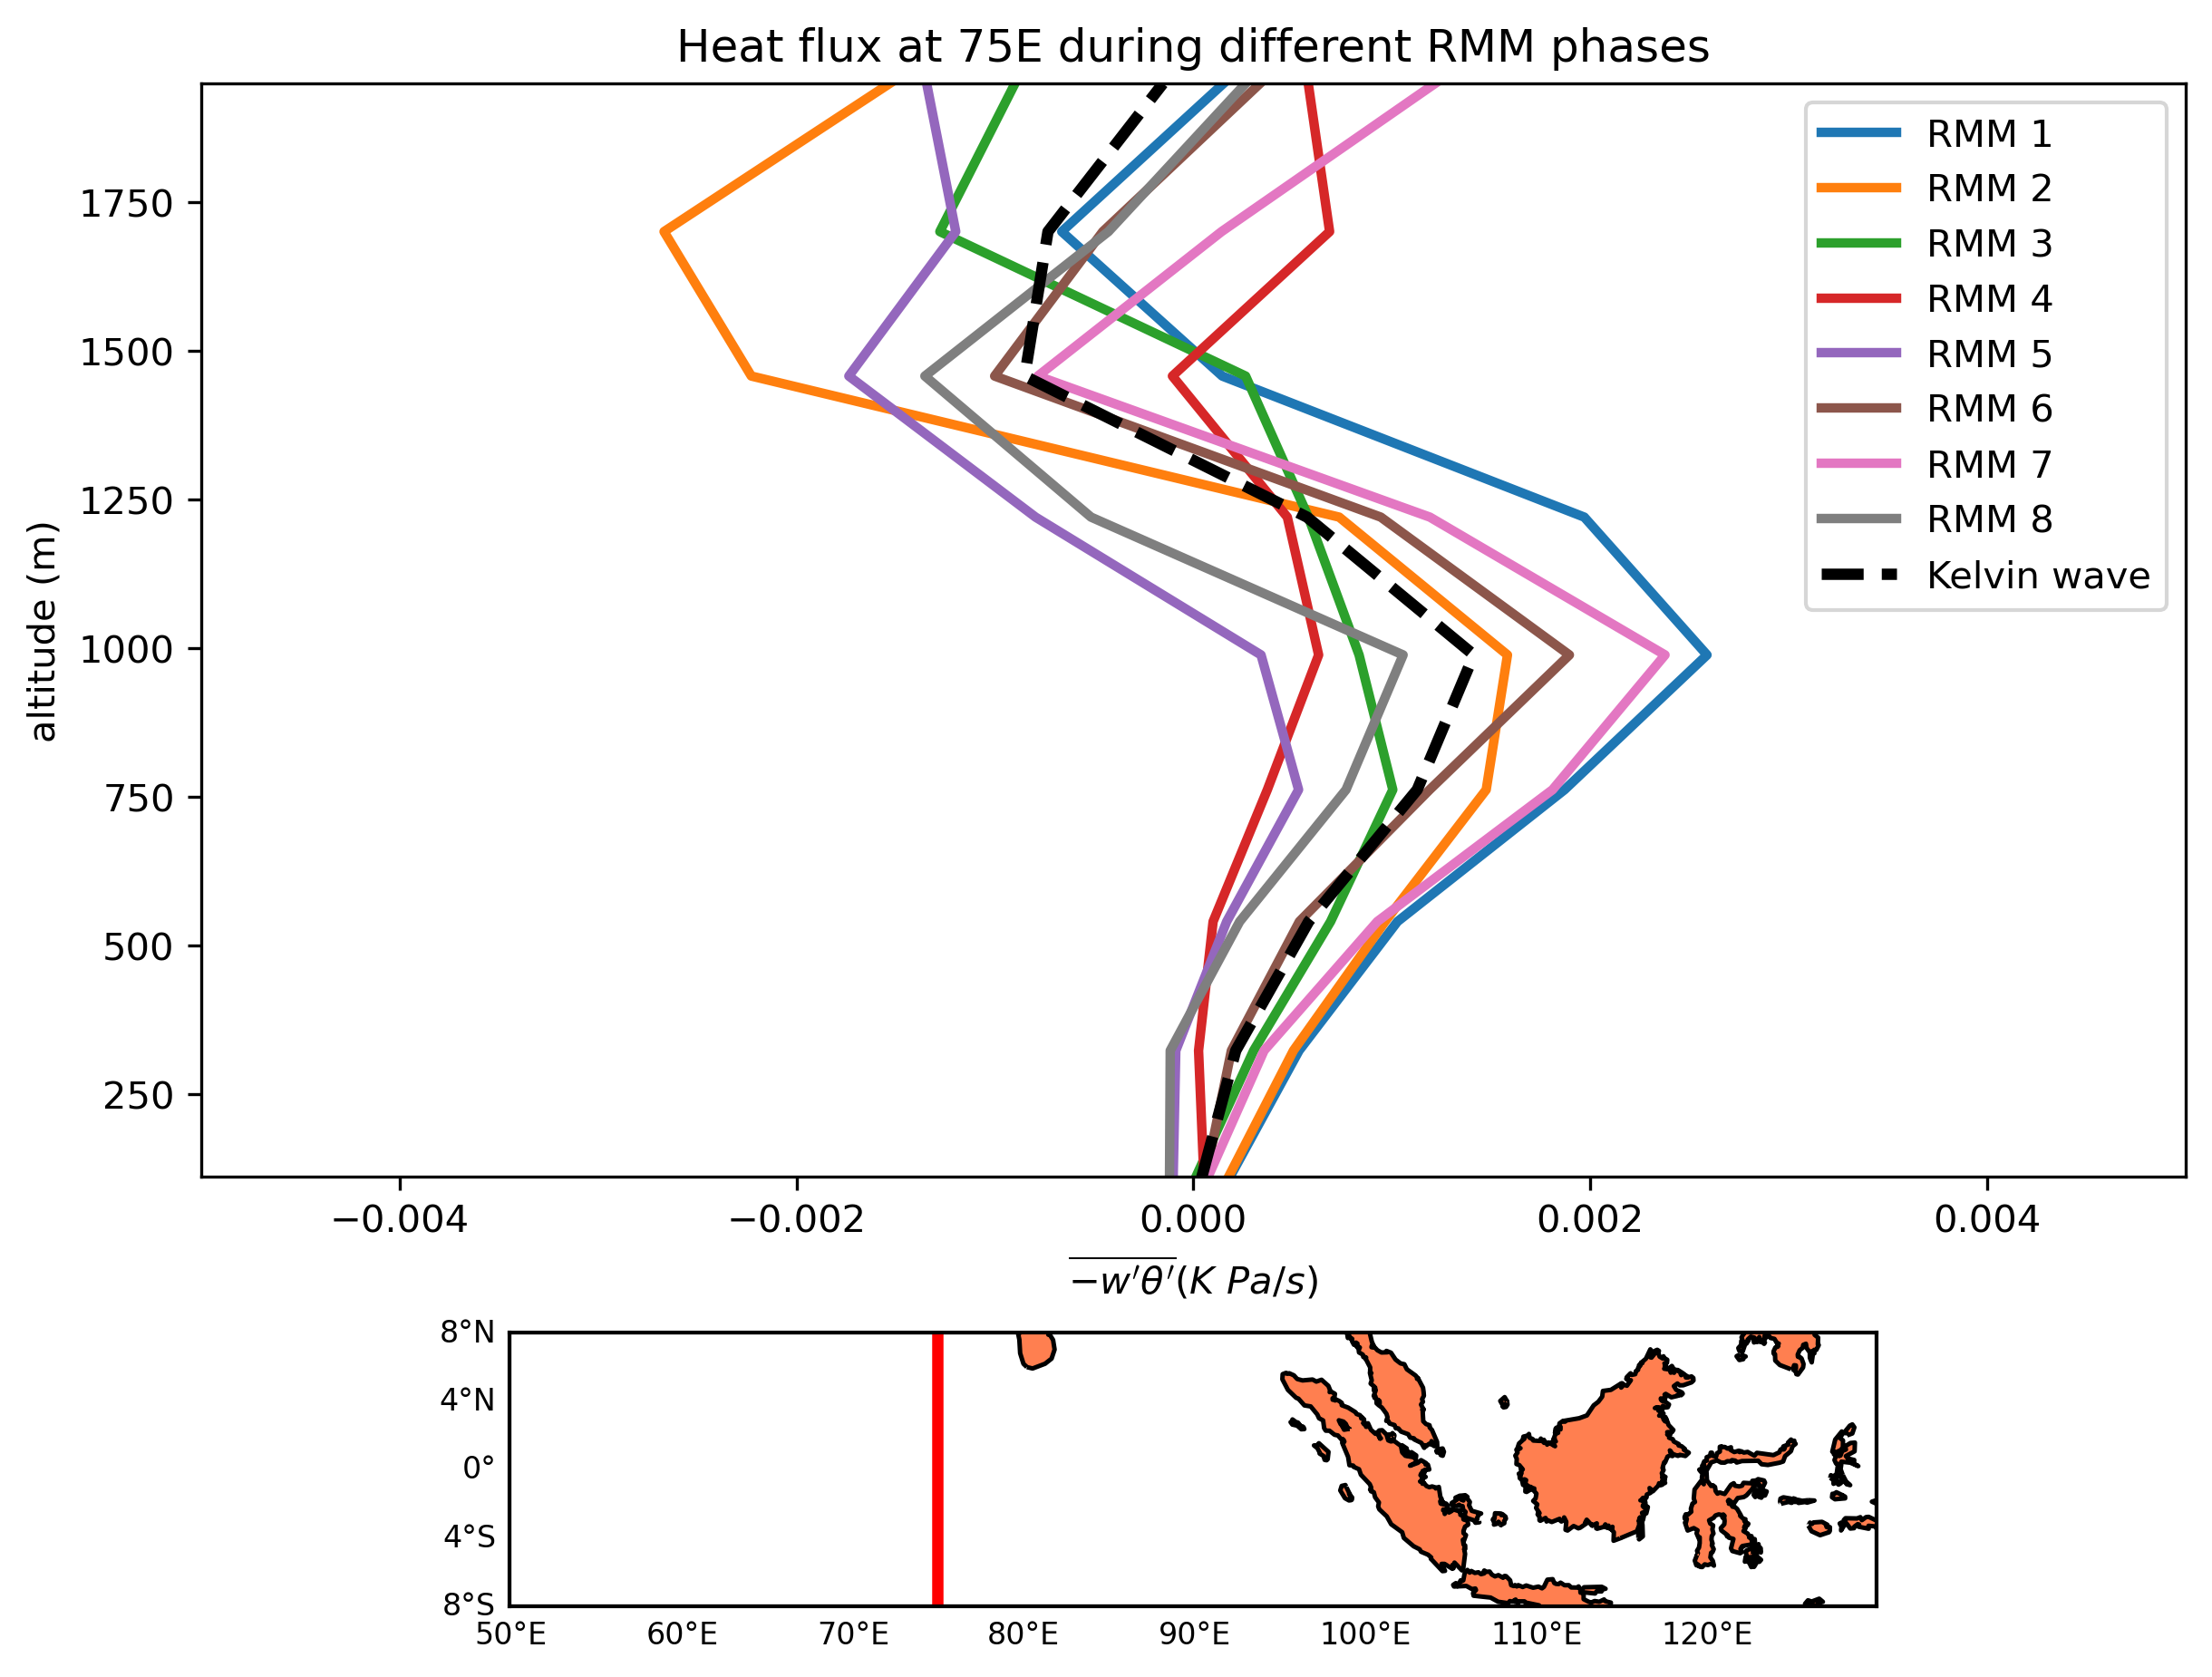 Heat flux at 75E during different RMM phases
RMM 1
RMM 2
RMM 3
RMM 4
RMM 5
RMM 6
RMM 7
RMM 8
Kelvin wave
altitude (m)
1750
1500
1250
1000
750
500
250
−0.004 −0.002 0.000 0.002 0.004
−w′θ′(K Pa/s)
8°N
4°N
0°
4°S
8°S
50°E 60°E 70°E 80°E 90°E 100°E 110°E 120°E